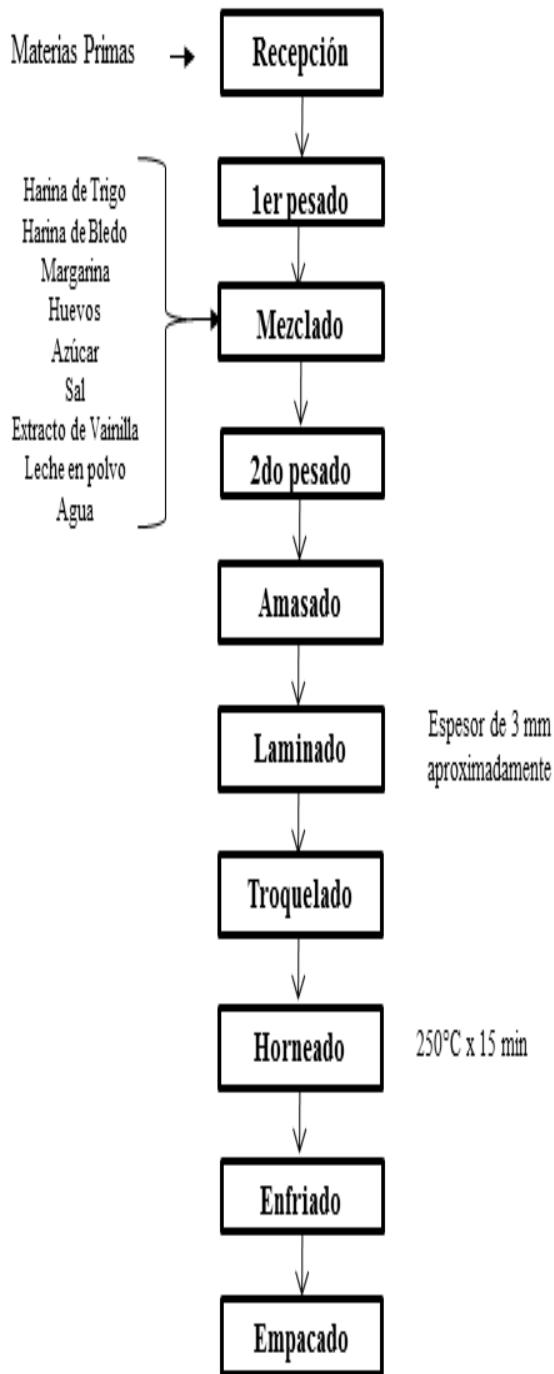 Materias Primas
Recepción
1er pesado
Harina de Trigo
Harina de Bledo
Margarina
Huevos
Azúcar
Sal
Extracto de Vainilla
Leche en polvo
Agua
Mezclado
2do pesado
Amasado
Laminado
Espesor de 3 mm
aproximadamente
Troquelado
Horneado
250°C x 15 min
Enfriado
Empacado